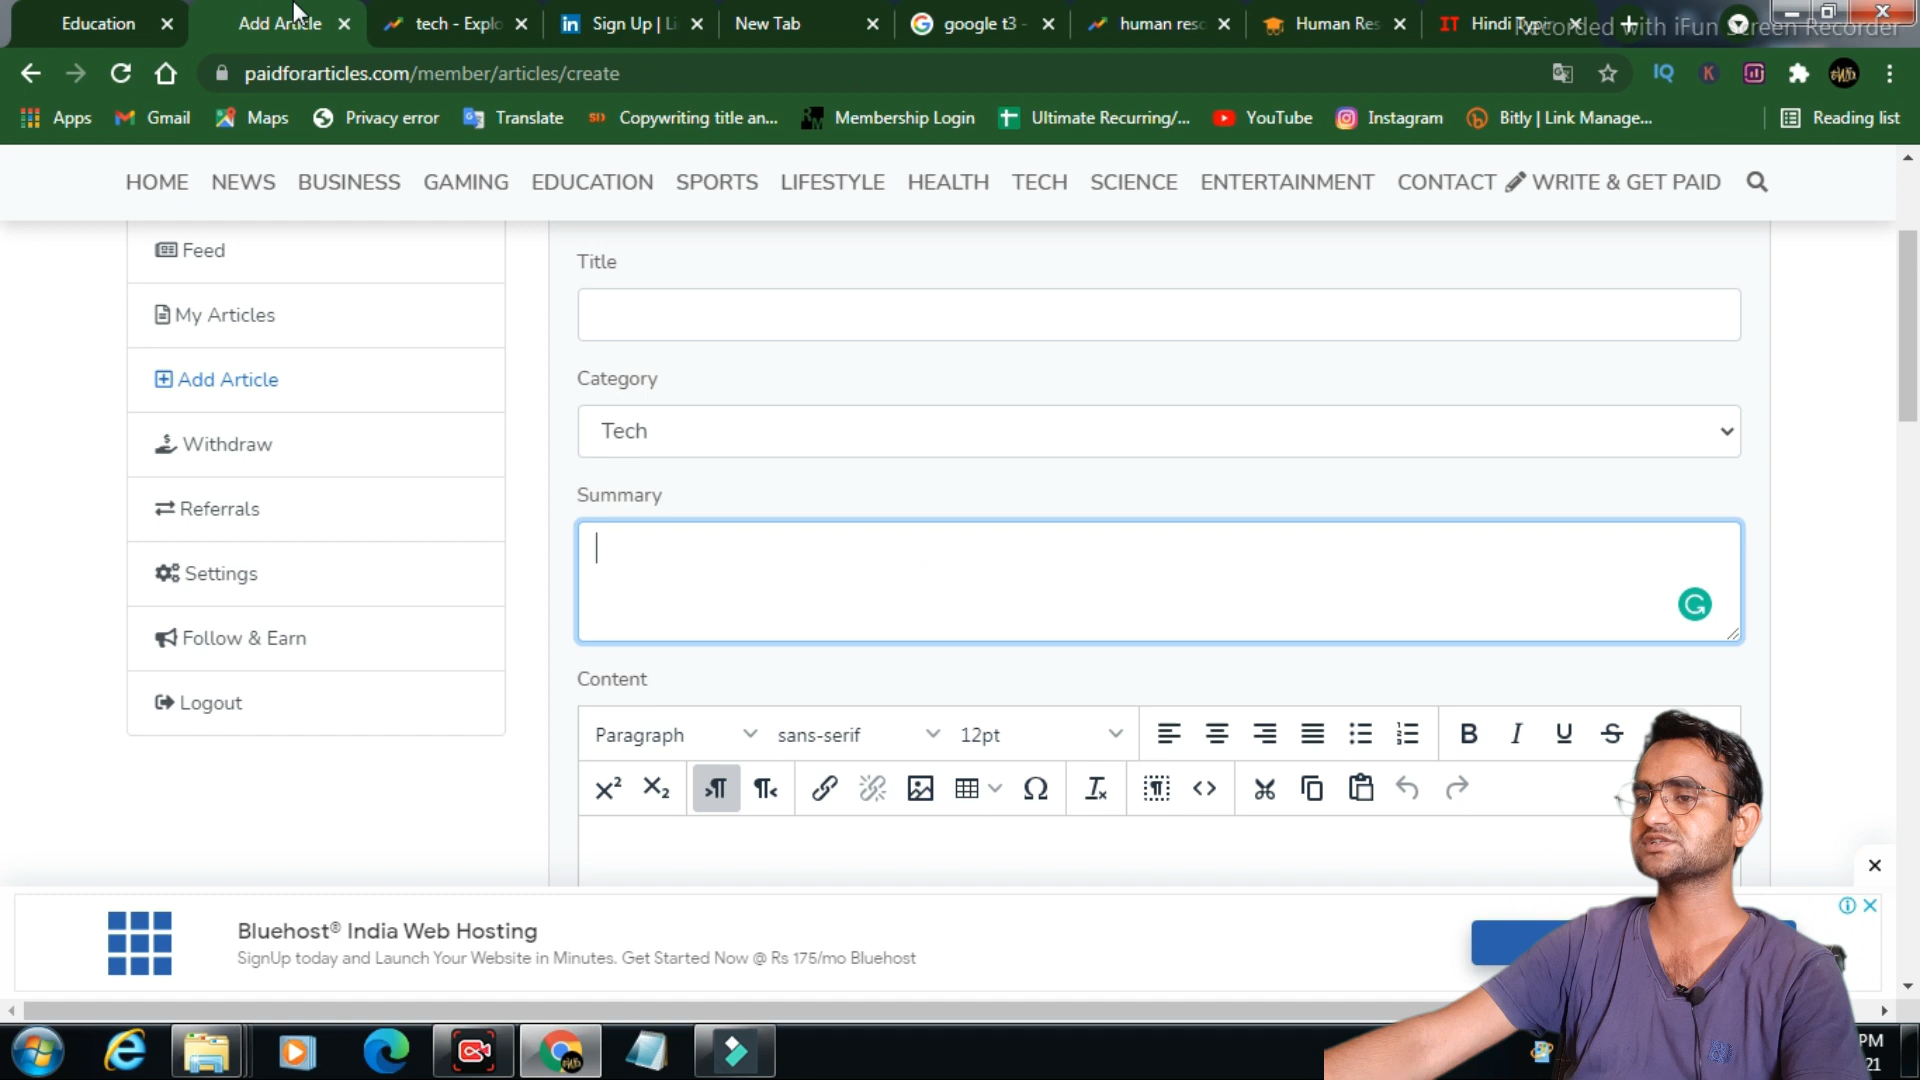 Education
Add Article
tech - Explo
Sign Up | Li
New Tab
google t3 -
human reso
Human Res
IT Hindi Typin
Recorded with iFun Screen Recorder
paidforarticles.com/member/articles/create
Apps
Gmail
Maps
Privacy error
Translate
Copywriting title an...
Membership Login
Ultimate Recurring/...
YouTube
Instagram
Bitly | Link Manage...
Reading list
HOME NEWS BUSINESS GAMING EDUCATION SPORTS LIFESTYLE HEALTH TECH SCIENCE ENTERTAINMENT CONTACT WRITE & GET PAID
Feed
My Articles
Add Article
Withdraw
Referrals
Settings
Follow & Earn
Logout
Title
Category
Tech
Summary
Content
Paragraph sans-serif 12pt
Bluehost® India Web Hosting
SignUp today and Launch Your Website in Minutes. Get Started Now @ Rs 175/mo Bluehost
PM
21